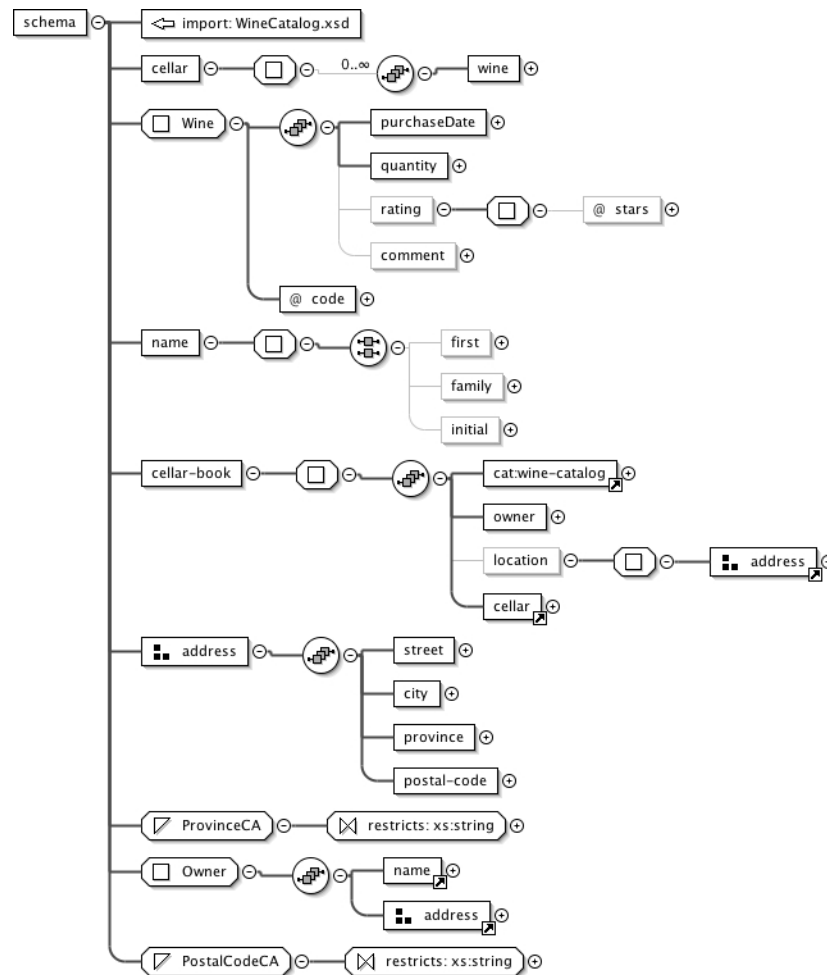 schema
import: WineCatalog.xsd
cellar
0..∞
wine
Wine
purchaseDate
quantity
rating
@ stars
comment
@ code
name
first
family
initial
cellar-book
cat:wine-catalog
owner
location
address
cellar
address
street
city
province
postal-code
ProvinceCA
restricts: xs:string
Owner
name
address
PostalCodeCA
restricts: xs:string